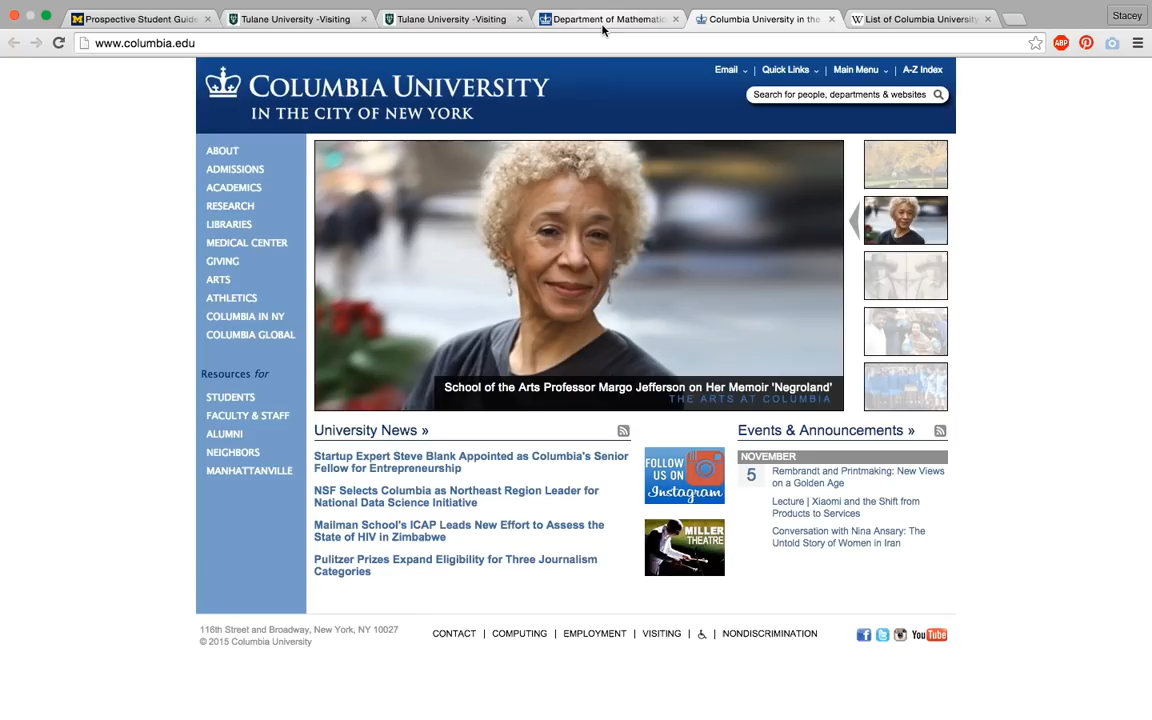 Prospective Student Guide
Tulane University -Visiting
Tulane University -Visiting
Department of Mathematic
Columbia University in the
List of Columbia University
Stacey
www.columbia.edu
ABP
COLUMBIA UNIVERSITY
IN THE CITY OF NEW YORK
Email | Quick Links | Main Menu | A-Z Index
Search for people, departments & websites
ABOUT
ADMISSIONS
ACADEMICS
RESEARCH
LIBRARIES
MEDICAL CENTER
GIVING
ARTS
ATHLETICS
COLUMBIA IN NY
COLUMBIA GLOBAL
Resources for
STUDENTS
FACULTY & STAFF
ALUMNI
NEIGHBORS
MANHATTANVILLE
School of the Arts Professor Margo Jefferson on Her Memoir 'Negroland'
THE ARTS AT COLUMBIA
University News »
Startup Expert Steve Blank Appointed as Columbia's Senior
Fellow for Entrepreneurship
NSF Selects Columbia as Northeast Region Leader for
National Data Science Initiative
Mailman School's ICAP Leads New Effort to Assess the
State of HIV in Zimbabwe
Pulitzer Prizes Expand Eligibility for Three Journalism
Categories
FOLLOW
US ON
Instagram
MILLER
THEATRE
Events & Announcements »
NOVEMBER
5
Rembrandt and Printmaking: New Views
on a Golden Age
Lecture | Xiaomi and the Shift from
Products to Services
Conversation with Nina Ansary: The
Untold Story of Women in Iran
116th Street and Broadway, New York, NY 10027
© 2015 Columbia University
CONTACT | COMPUTING | EMPLOYMENT | VISITING | | NONDISCRIMINATION
You Tube